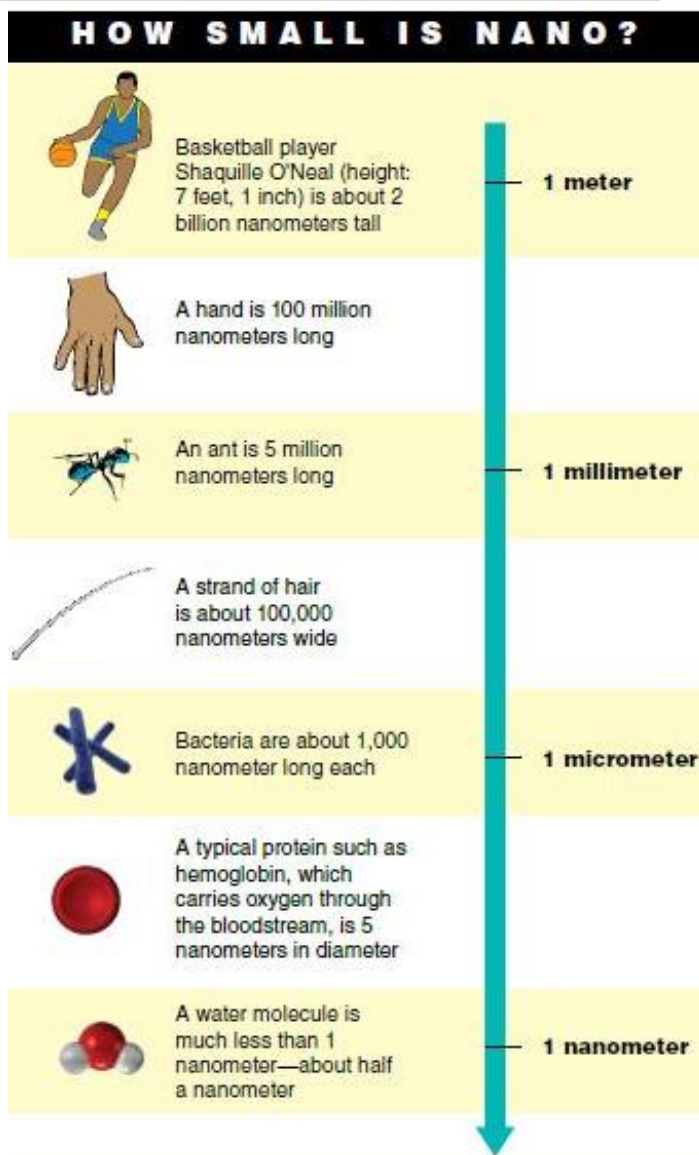 HOW SMALL IS NANO?
Basketball player
Shaquille O'Neal (height:
7 feet, 1 inch) is about 2
billion nanometers tall
1 meter
A hand is 100 million
nanometers long
An ant is 5 million
nanometers long
1 millimeter
A strand of hair
is about 100,000
nanometers wide
Bacteria are about 1,000
nanometer long each
1 micrometer
A typical protein such as
hemoglobin, which
carries oxygen through
the bloodstream, is 5
nanometers in diameter
A water molecule is
much less than 1
nanometer—about half
a nanometer
1 nanometer